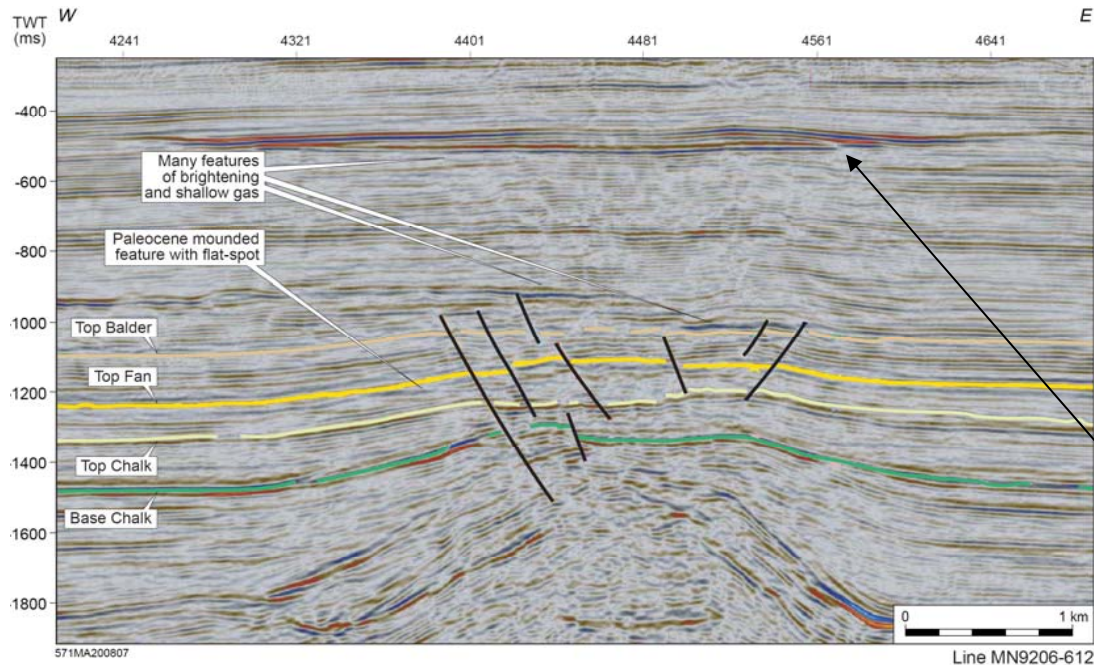 TWT
(ms)
W
E
4241 4321 4401 4481 4561 4641
-400
-600
-800
-1000
-1200
-1400
-1600
-1800
Many features
of brightening
and shallow gas
Paleocene mounded
feature with flat-spot
Top Balder
Top Fan
Top Chalk
Base Chalk
0 1 km
571MA200807
Line MN9206-612